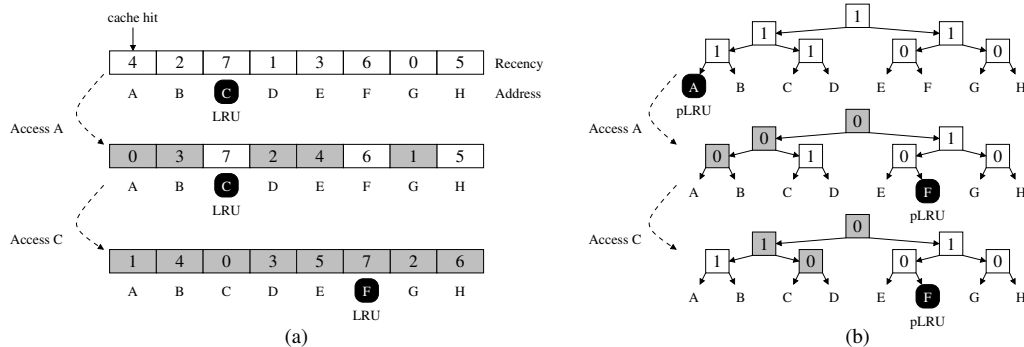 cache hit
4 2 7 1 3 6 0 5 Recency
A B C D E F G H Address
LRU
Access A
0 3 7 2 4 6 1 5
A B C D E F G H
LRU
Access C
1 4 0 3 5 7 2 6
A B C D E F G H
LRU
(a)
1
1 1
1 1 0 0
A B C D E F G H
pLRU
Access A
0
0 1
0 1 0 0
A B C D E F G H
pLRU
Access C
0
1 1
1 0 0 0
A B C D E F G H
pLRU
(b)